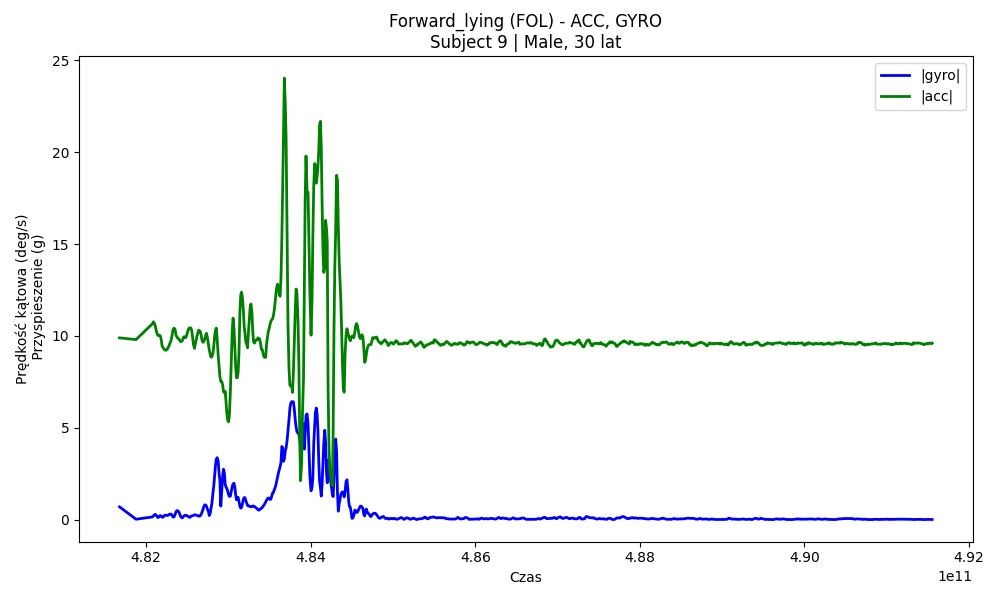 Forward_lying (FOL) - ACC, GYRO
Subject 9 | Male, 30 lat
|gyro|
|acc|
25
20
15
10
5
0
Prędkość kątowa (deg/s)
Przyspieszenie (g)
4.82
4.84
4.86
4.88
4.90
4.92
1e11
Czas